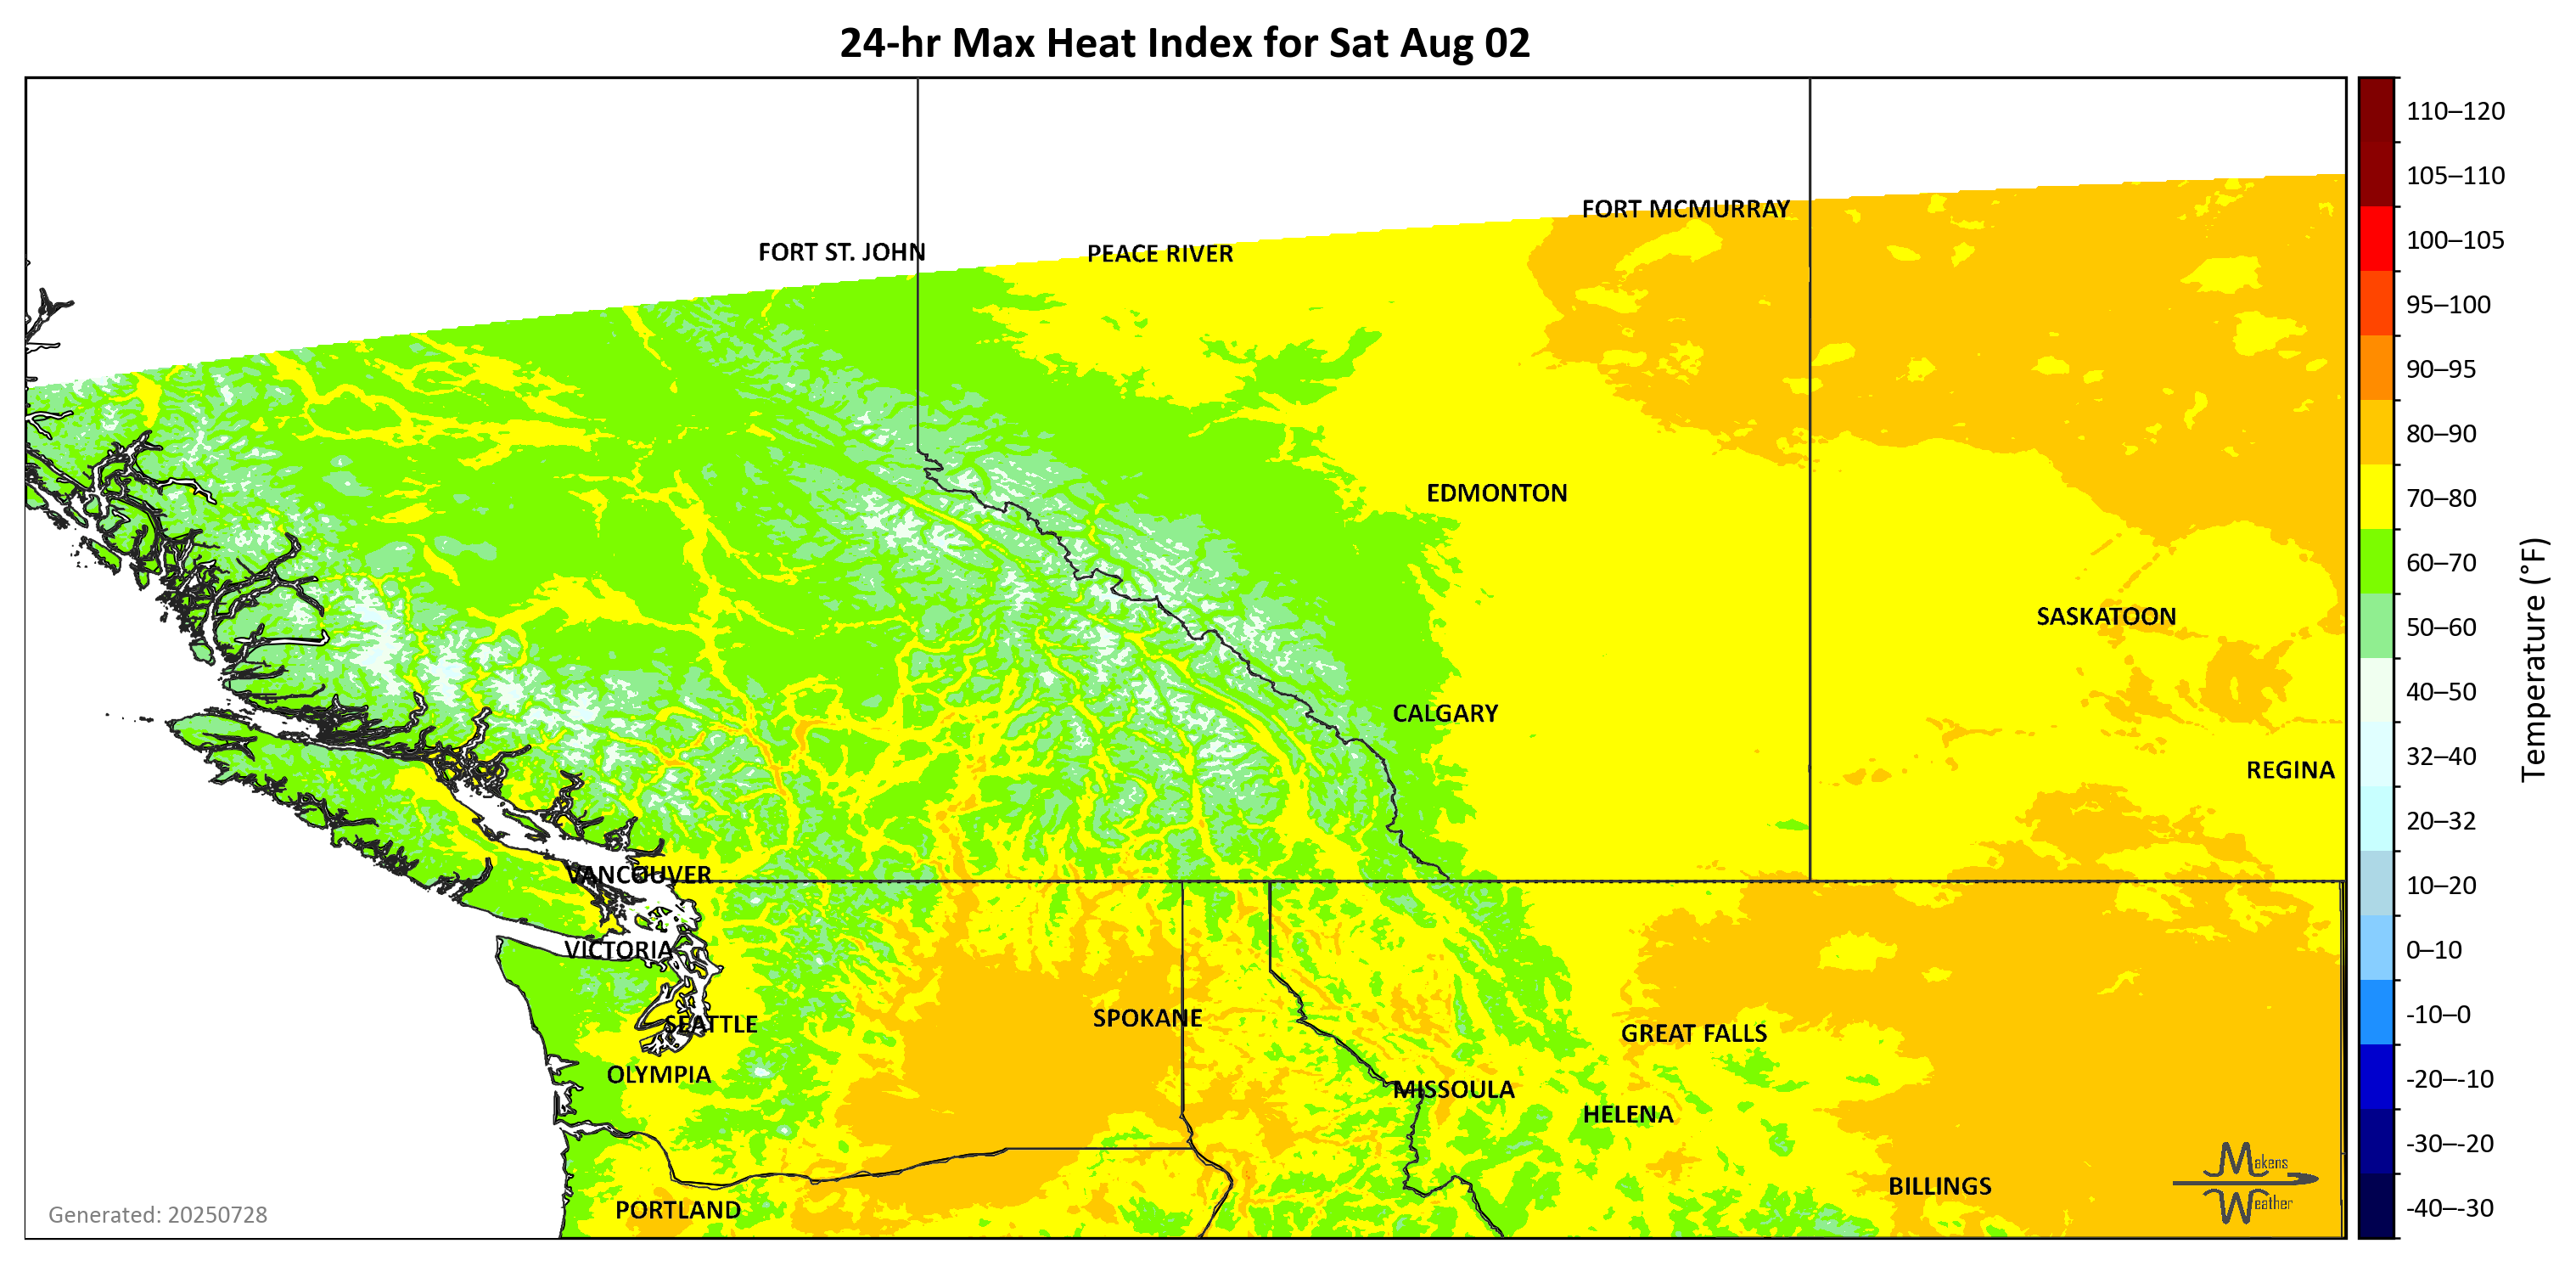 24-hr Max Heat Index for Sat Aug 02
FORT MCMURRAY
FORT ST. JOHN
PEACE RIVER
EDMONTON
SASKATOON
CALGARY
REGINA
VANCOUVER
VICTORIA
SEATTLE
SPOKANE
GREAT FALLS
OLYMPIA
MISSOULA
HELENA
BILLINGS
PORTLAND
Generated: 20250728
Makens
Weather
110–120
105–110
100–105
95–100
90–95
80–90
70–80
60–70
50–60
40–50
32–40
20–32
10–20
0–10
-10–0
-20–-10
-30–-20
-40–-30
Temperature (°F)